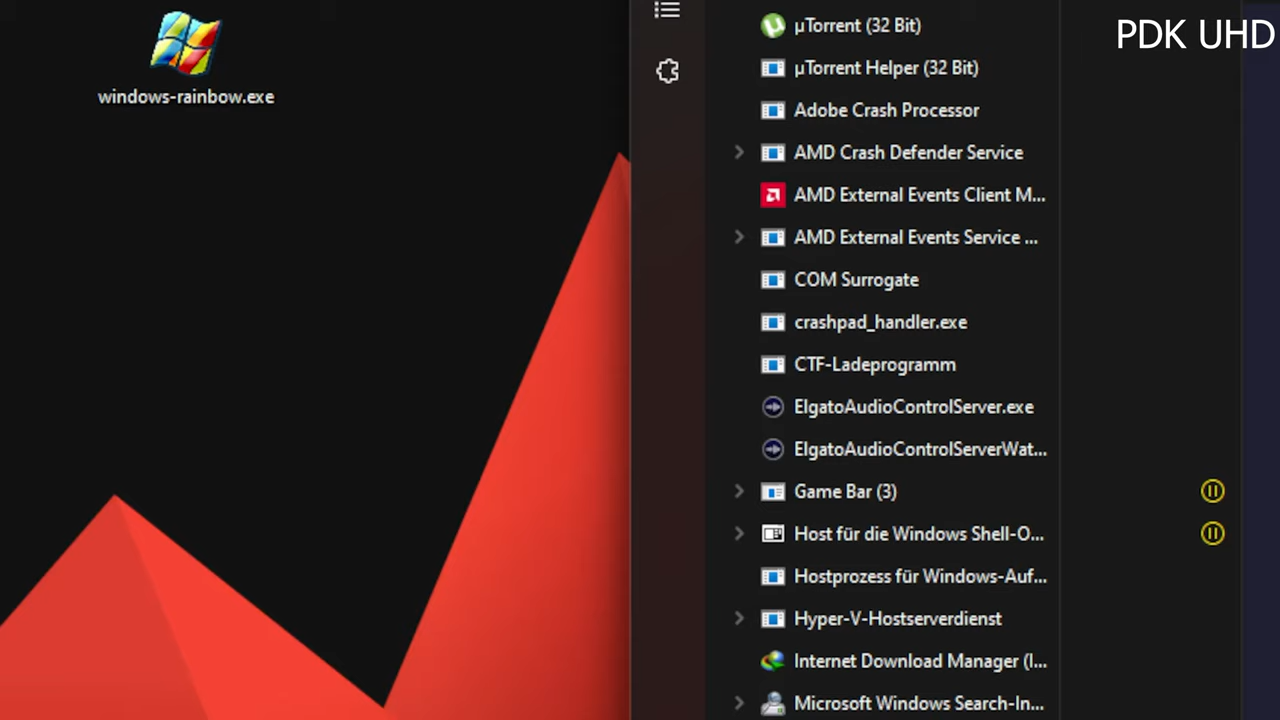 windows-rainbow.exe
µTorrent (32 Bit)
PDK UHD
µTorrent Helper (32 Bit)
Adobe Crash Processor
AMD Crash Defender Service
AMD External Events Client M...
AMD External Events Service ...
COM Surrogate
crashpad_handler.exe
CTF-Ladeprogramm
ElgatoAudioControlServer.exe
ElgatoAudioControlServerWat...
Game Bar (3)
Host für die Windows Shell-O...
Hostprozess für Windows-Auf...
Hyper-V-Hostserverdienst
Internet Download Manager (I...
Microsoft Windows Search-In...